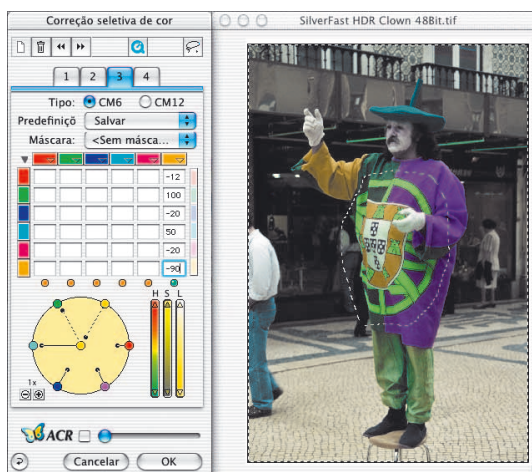 Correção seletiva de cor
SilverFast HDR Clown 48Bit.tif
1 2 3 4
Tipo: CM6 CM12
Predefiniçõ Salvar
Máscara: <Sem másca...
-12
100
-20
50
-20
-90
H S L
1x
ACR
Cancelar OK